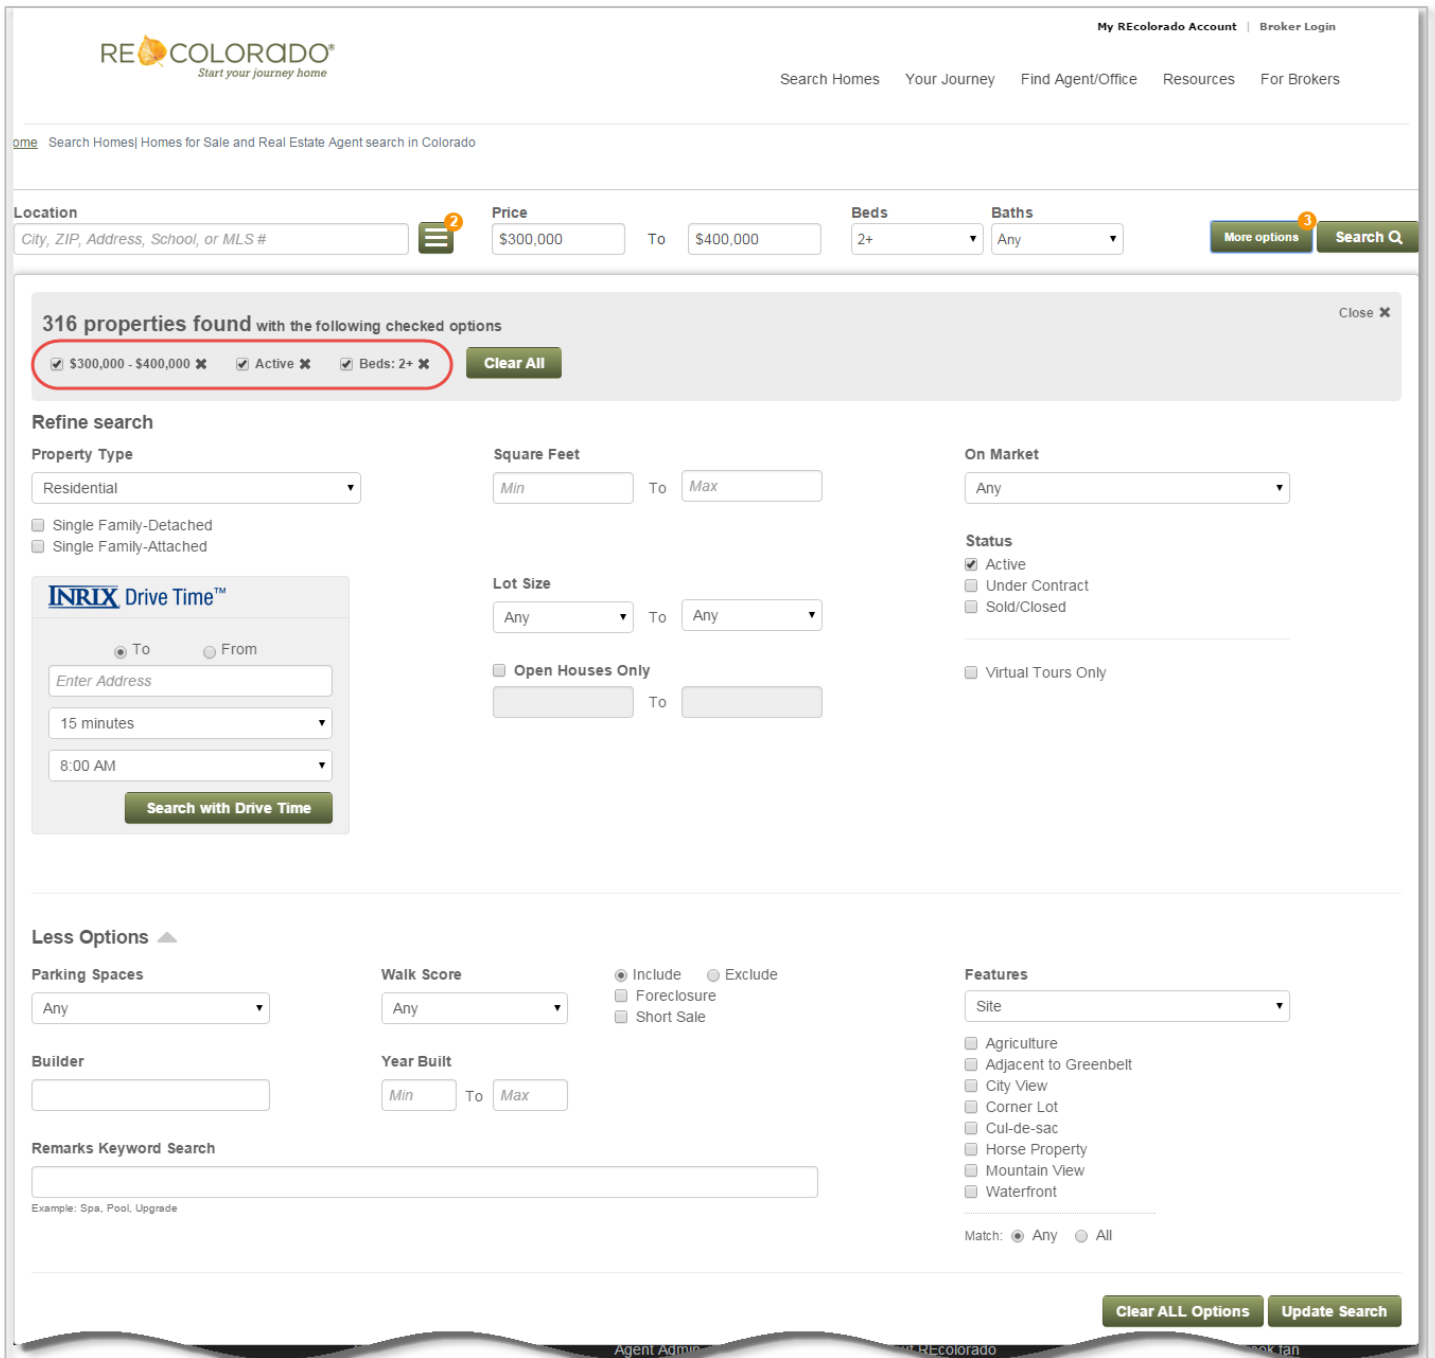 My REcolorado Account | Broker Login
RECOLORADO®
Start your journey home
Search Homes Your Journey Find Agent/Office Resources For Brokers
ome Search Homes| Homes for Sale and Real Estate Agent search in Colorado
Location Price Beds Baths
City, ZIP, Address, School, or MLS # 2 $300,000 To $400,000 2+ Any More options 3 Search
316 properties found with the following checked options Close ✖
$300,000 - $400,000 ✖ Active ✖ Beds: 2+ ✖ Clear All
Refine search
Property Type Square Feet On Market
Residential Min To Max Any
Single Family-Detached
Single Family-Attached
Status
Active
Under Contract
Sold/Closed
INRIX Drive Time™
Lot Size
Any To Any
To From
Enter Address
Open Houses Only
To
Virtual Tours Only
15 minutes
8:00 AM
Search with Drive Time
Less Options
Parking Spaces Walk Score Include Exclude Features
Any Any Foreclosure Site
Short Sale
Agriculture
Builder Year Built Adjacent to Greenbelt
Min To Max City View
Corner Lot
Cul-de-sac
Remarks Keyword Search Horse Property
Mountain View
Waterfront
Example: Spa, Pool, Upgrade
Match: Any All
Clear ALL Options Update Search
Agent Admin REcolorado fan